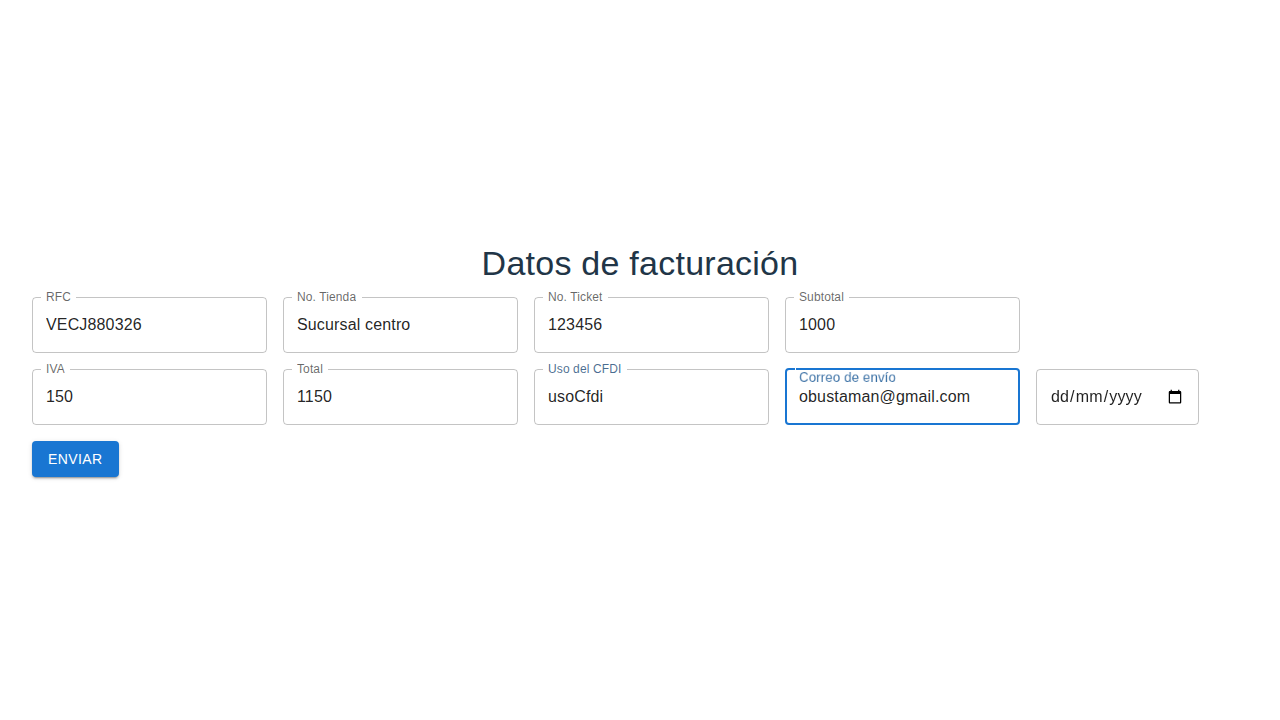 Datos de facturación
RFC
VECJ880326
No. Tienda
Sucursal centro
No. Ticket
123456
Subtotal
1000
IVA
150
Total
1150
Uso del CFDI
usoCfdi
Correo de envío
obustaman@gmail.com
dd/mm/yyyy
ENVIAR